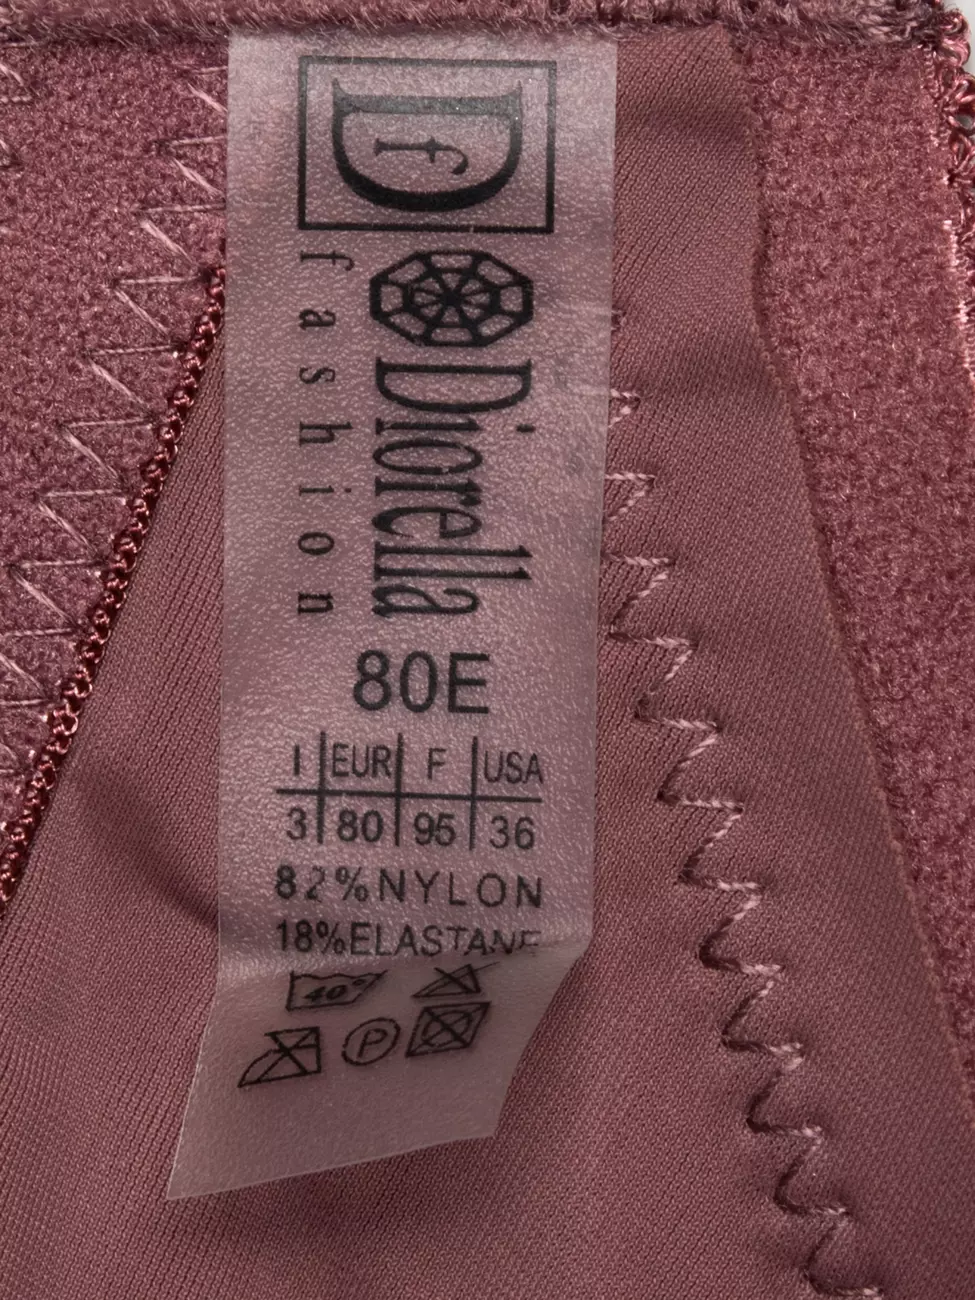 Df
Diorella
fashion
80E
I EUR F USA
3 80 95 36
82%NYLON
18%ELASTANE
40°
P